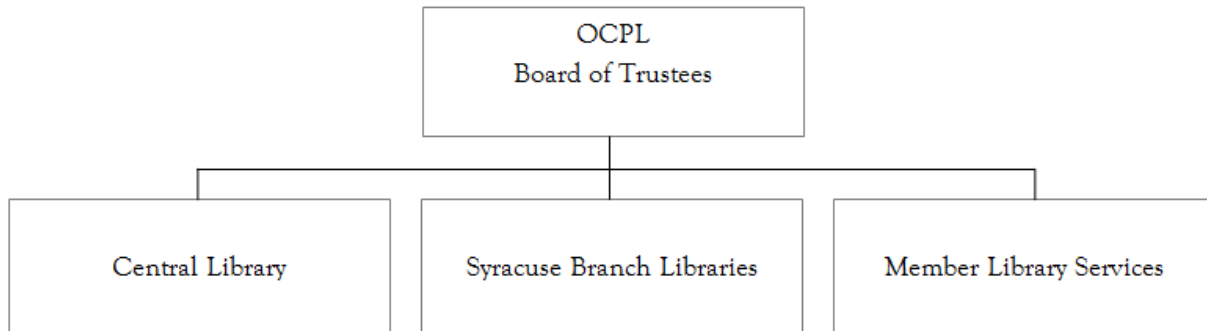 OCPL
Board of Trustees
Central Library
Syracuse Branch Libraries
Member Library Services